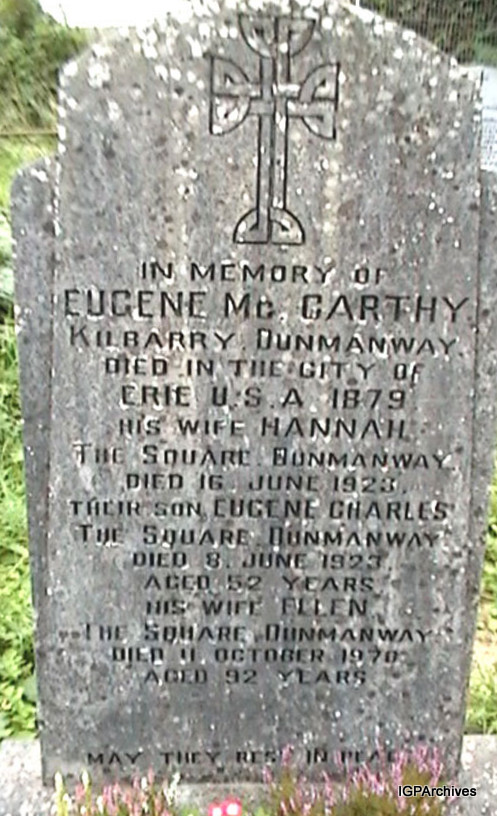 IN MEMORY OF
EUGENE Mc. CARTHY
KILBARRY. DUNMANWAY.
DIED IN THE CITY OF
ERIE U.S.A. 1879
HIS WIFE HANNAH
THE SQUARE. DUNMANWAY.
DIED 16. JUNE 1923.
THEIR SON, EUGENE CHARLES
THE SQUARE. DUNMANWAY
DIED 8. JUNE 1923.
AGED 52 YEARS
HIS WIFE ELLEN
THE SQUARE DUNMANWAY
DIED 11. OCTOBER 1970
AGED 92 YEARS
MAY THEY REST IN PEACE
IGPArchives